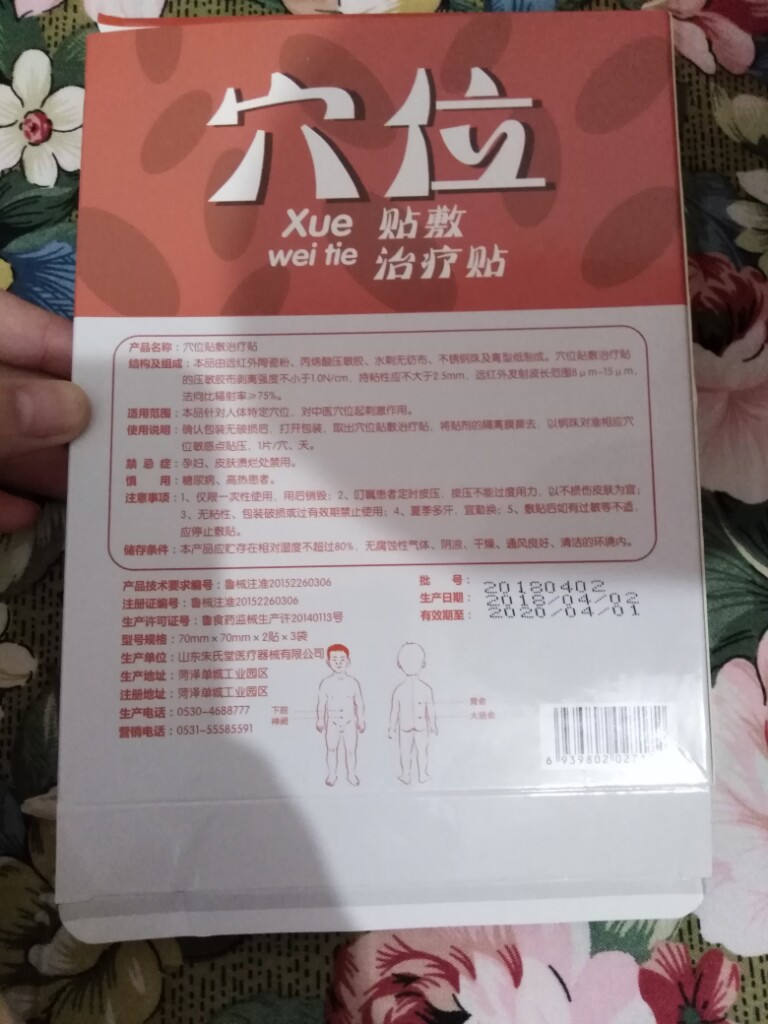 穴位
Xue 贴敷
wei tie 治疗贴
产品名称：穴位贴敷治疗贴
结构及组成：本品由远红外陶瓷粉、丙烯酸压敏胶、水刺无纺布、不锈钢珠及离型纸制成。穴位贴敷治疗贴
的压敏胶布剥离强度不小于1.0N/cm，持粘性应不大于2.5mm，远红外发射波长范围8μm-15μm，
法向比辐射率≥75%。
适用范围：本品针对人体特定穴位，对中医穴位起刺激作用。
使用说明：确认包装无破损后，打开包装，取出穴位贴敷治疗贴，将贴剂的隔离膜撕去，以钢珠对准相应穴
位敏感点贴压，1片/穴、天。
禁忌症：孕妇、皮肤溃烂处禁用。
慎用：糖尿病、高热患者。
注意事项：1、仅限一次性使用，用后销毁；2、叮嘱患者定时按压，按压不能过度用力，以不损伤皮肤为宜；
3、无粘性、包装破损或过有效期禁止使用；4、夏季多汗，宜勤换；5、敷贴后如有过敏等不适，
应停止敷贴。
储存条件：本产品应贮存在相对湿度不超过80%，无腐蚀性气体、阴凉、干燥、通风良好、清洁的环境内。
产品技术要求编号：鲁械注准20152260306
注册证编号：鲁械注准20152260306
生产许可证号：鲁食药监械生产许20140113号
型号规格：70mm×70mm×2贴×3袋
生产单位：山东朱氏堂医疗器械有限公司
生产地址：菏泽单城工业园区
注册地址：菏泽单城工业园区
生产电话：0530-4688777
营销电话：0531-55585591
批号：20180402
生产日期：2018/04/02
有效期至：2020/04/01
神阙
大肠俞
6 939802 027